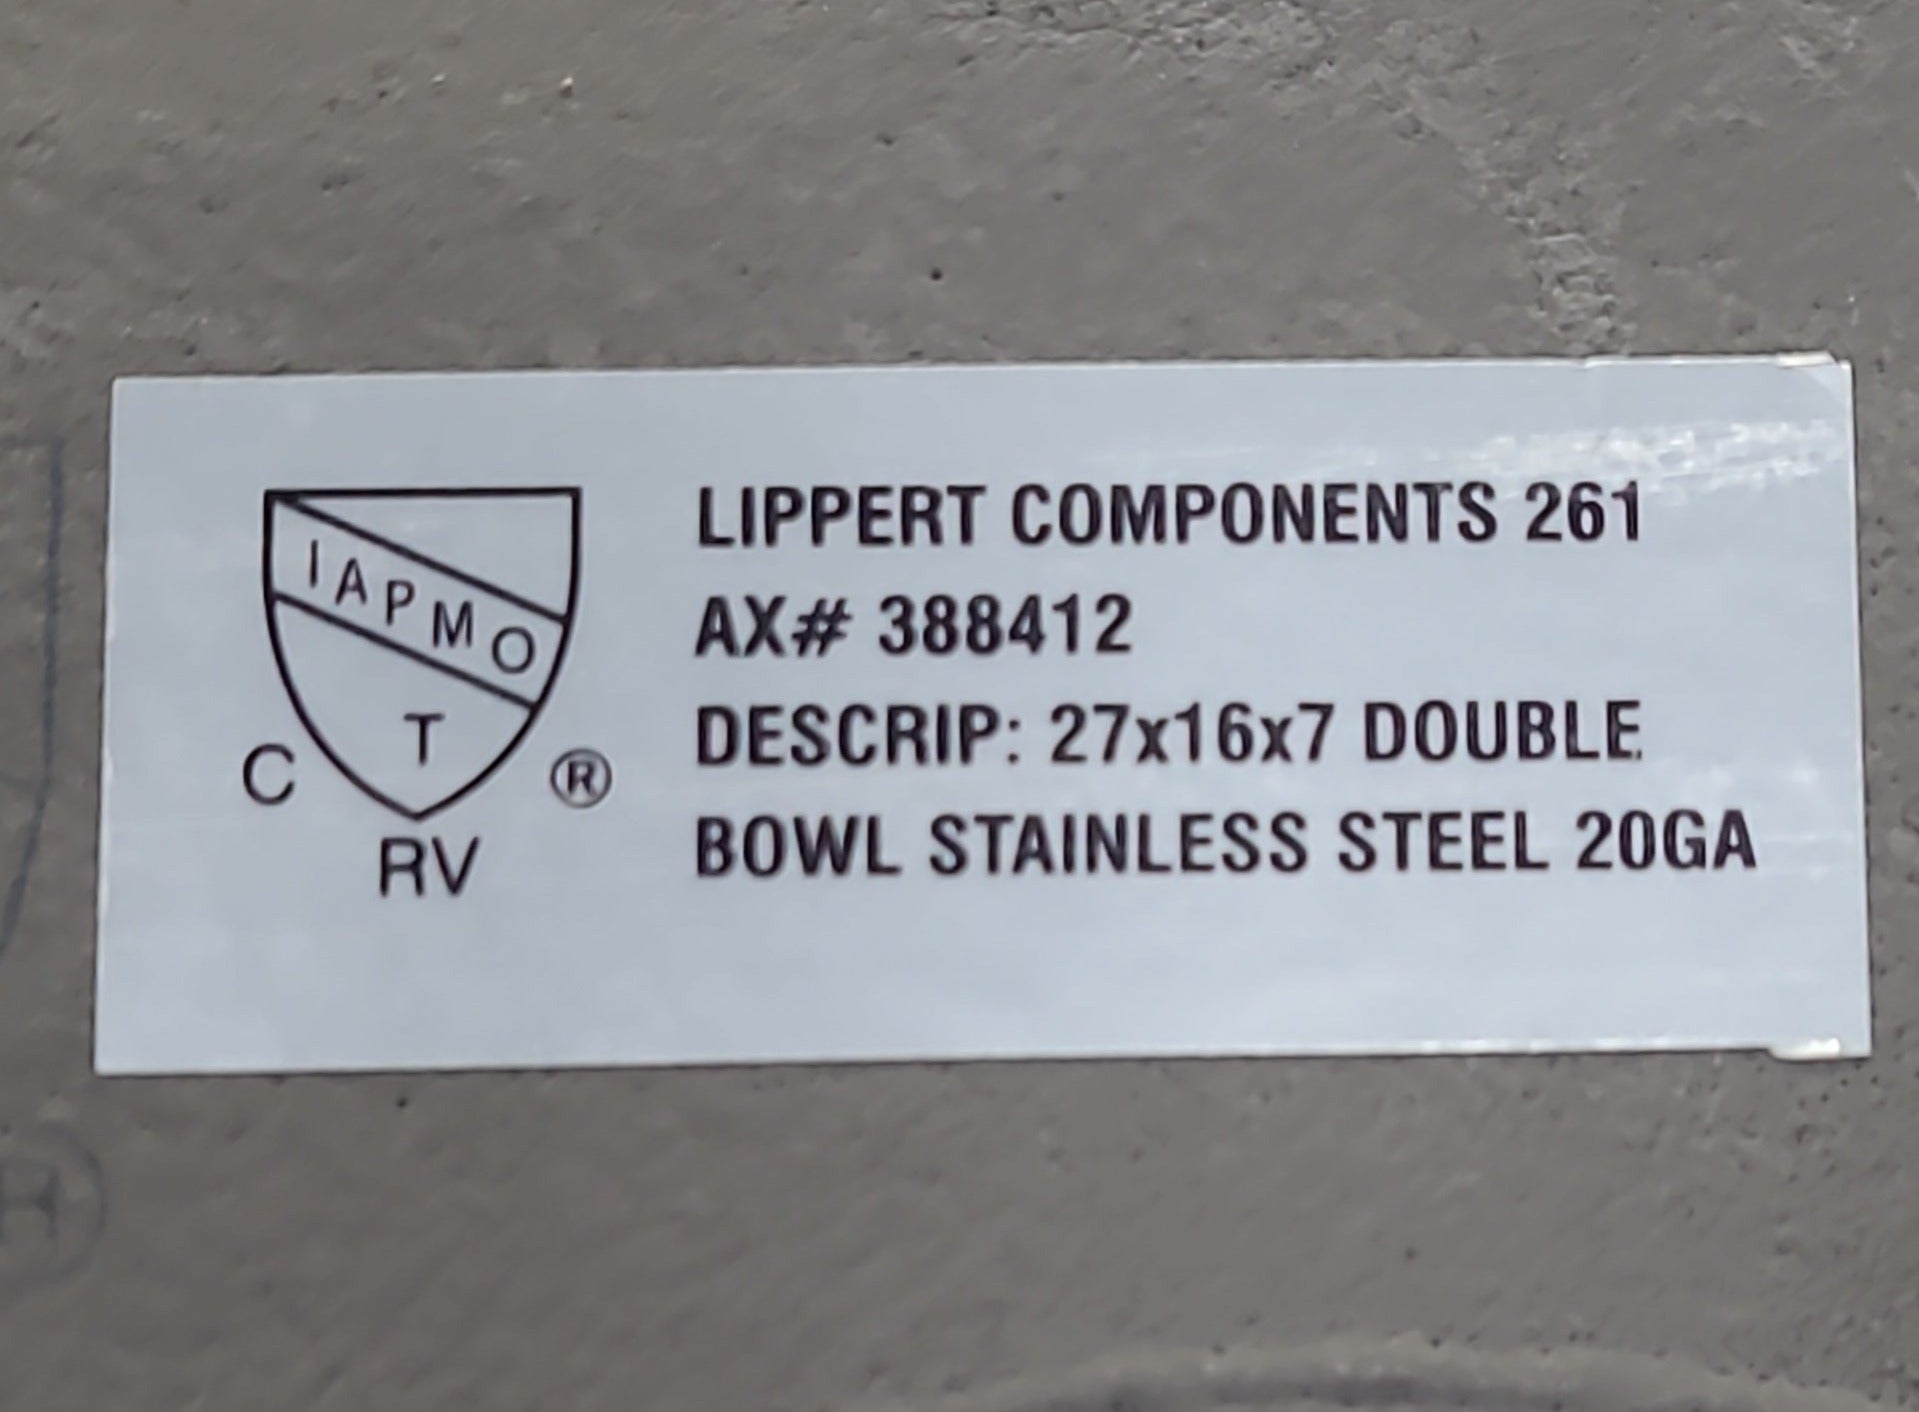 IAPMO
T
C ®
RV
LIPPERT COMPONENTS 261
AX# 388412
DESCRIP: 27x16x7 DOUBLE
BOWL STAINLESS STEEL 20GA